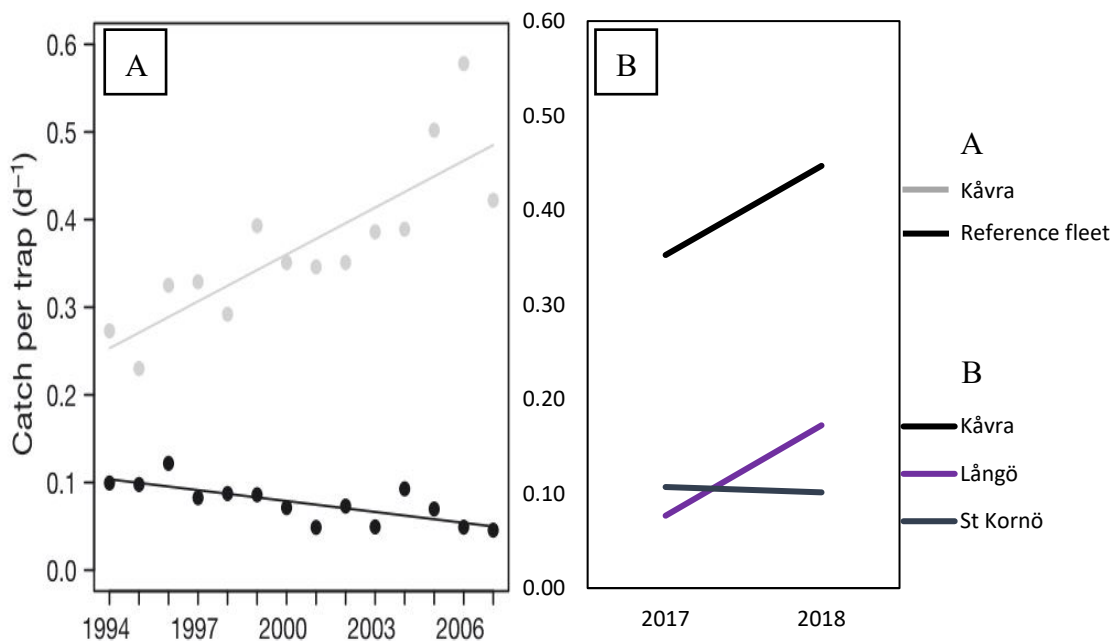 A
B
Catch per trap (d⁻¹)
0.6
0.5
0.4
0.3
0.2
0.1
0.0
1994
1997
2000
2003
2006
0.60
0.50
0.40
0.30
0.20
0.10
0.00
2017
2018
A
Kåvra
Reference fleet
B
Kåvra
Långö
St Kornö